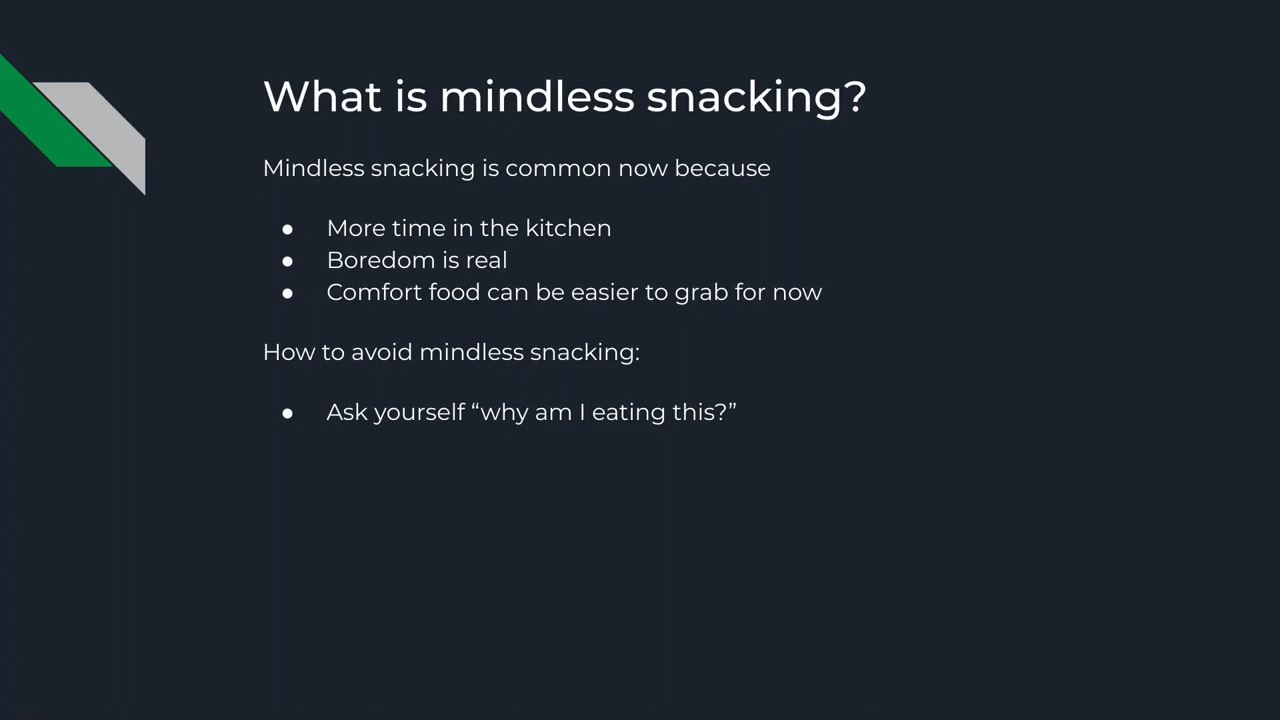 What is mindless snacking?
Mindless snacking is common now because
● More time in the kitchen
● Boredom is real
● Comfort food can be easier to grab for now
How to avoid mindless snacking:
● Ask yourself “why am I eating this?”